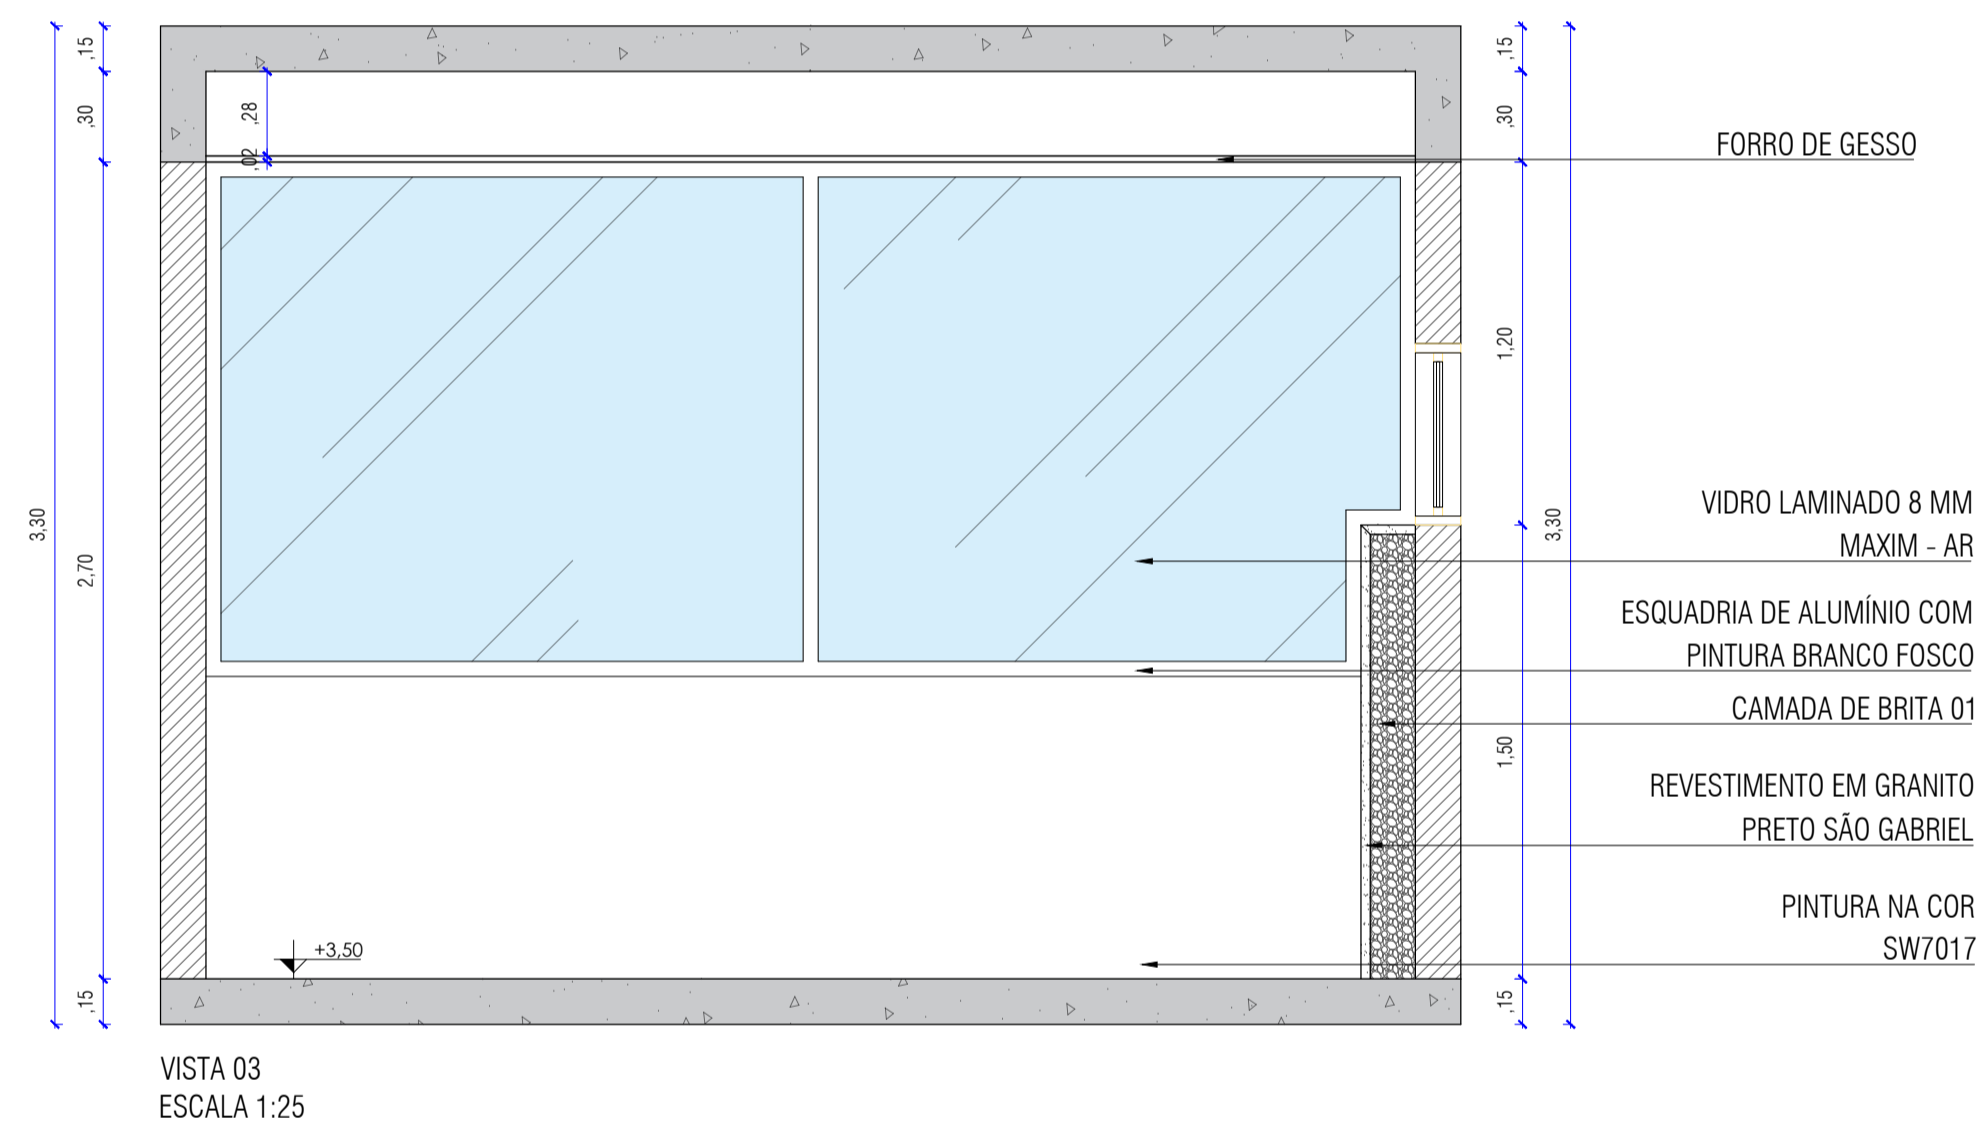 ,15
,15
,30
,28
,30
,02
FORRO DE GESSO
1,20
VIDRO LAMINADO 8 MM
MAXIM - AR
3,30
3,30
2,70
ESQUADRIA DE ALUMÍNIO COM
PINTURA BRANCO FOSCO
CAMADA DE BRITA 01
1,50
REVESTIMENTO EM GRANITO
PRETO SÃO GABRIEL
PINTURA NA COR
SW7017
+3,50
,15
,15
VISTA 03
ESCALA 1:25